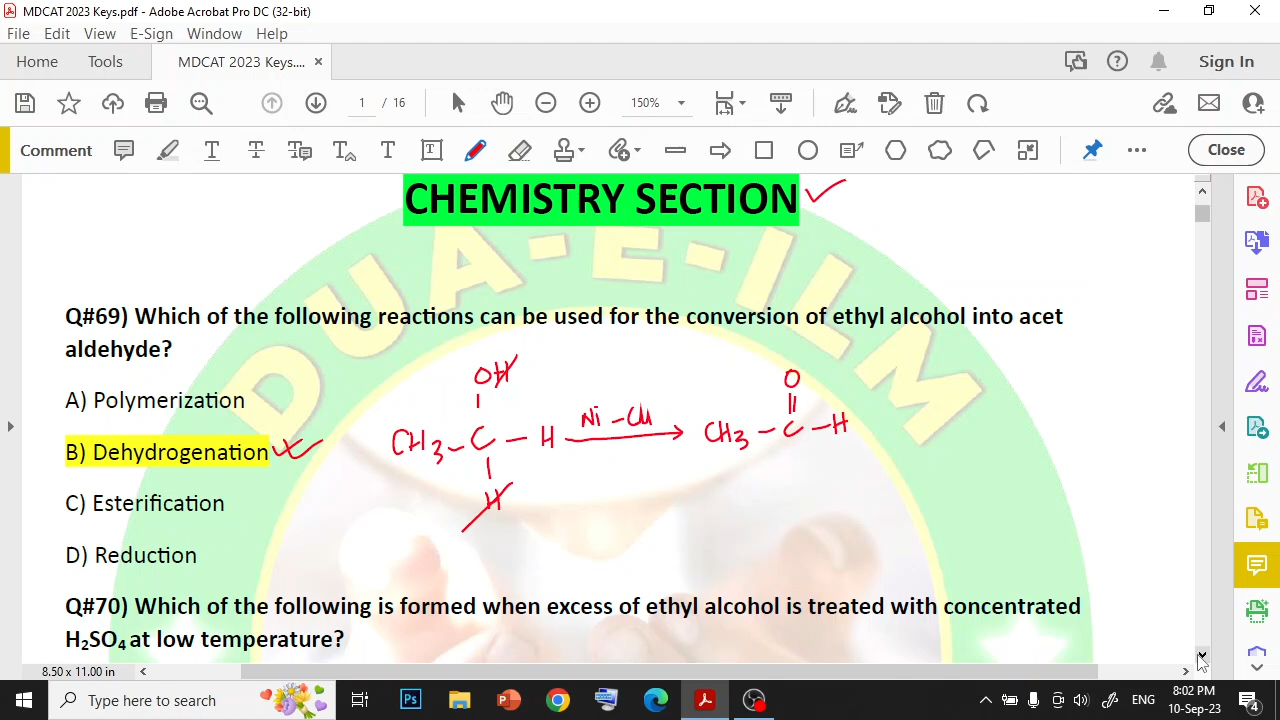 MDCAT 2023 Keys.pdf - Adobe Acrobat Pro DC (32-bit)
File Edit View E-Sign Window Help
Home Tools MDCAT 2023 Keys.... × Sign In
1 / 16 150%
Comment Close
CHEMISTRY SECTION
DUA-E-ILM
Q#69) Which of the following reactions can be used for the conversion of ethyl alcohol into acet
aldehyde?
A) Polymerization
B) Dehydrogenation
C) Esterification
D) Reduction
OH
CH3 - C - H Ni - Cu → CH3 - C - H
O
H
Q#70) Which of the following is formed when excess of ethyl alcohol is treated with concentrated
H₂SO₄ at low temperature?
8.50 x 11.00 in
Type here to search
Ps
ENG
8:02 PM
10-Sep-23
4